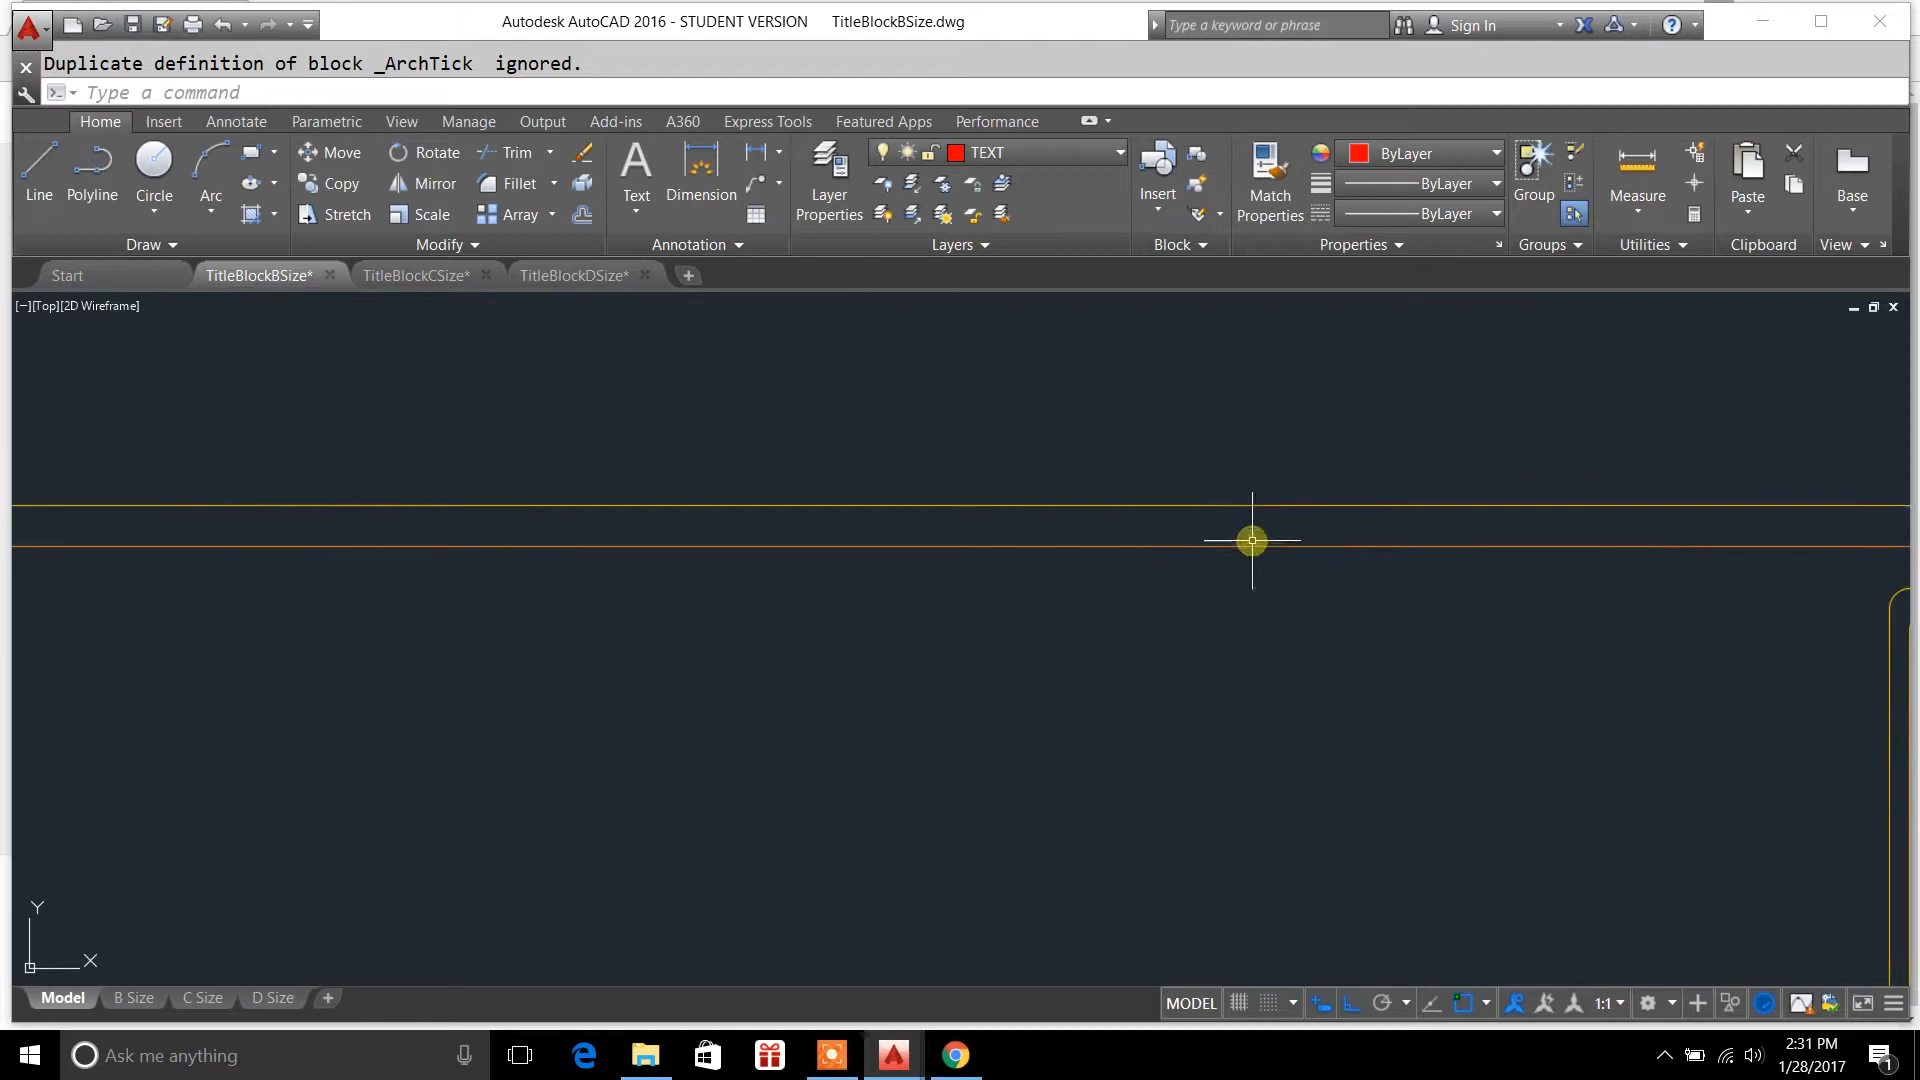 Autodesk AutoCAD 2016 - STUDENT VERSION TitleBlockBSize.dwg
Type a keyword or phrase
Sign In
Duplicate definition of block _ArchTick ignored.
Type a command
Home Insert Annotate Parametric View Manage Output Add-ins A360 Express Tools Featured Apps Performance
Line Polyline Circle Arc
Move Rotate Trim
Copy Mirror Fillet
Stretch Scale Array
Text Dimension
Layer Properties
TEXT
Insert
Match Properties
ByLayer
ByLayer
ByLayer
Group
Measure
Paste
Base
Draw Modify Annotation Layers Block Properties Groups Utilities Clipboard View
Start TitleBlockBSize* TitleBlockCSize* TitleBlockDSize*
[−][Top][2D Wireframe]
Y
X
Model B Size C Size D Size
MODEL 1:1
Ask me anything
2:31 PM
1/28/2017
1